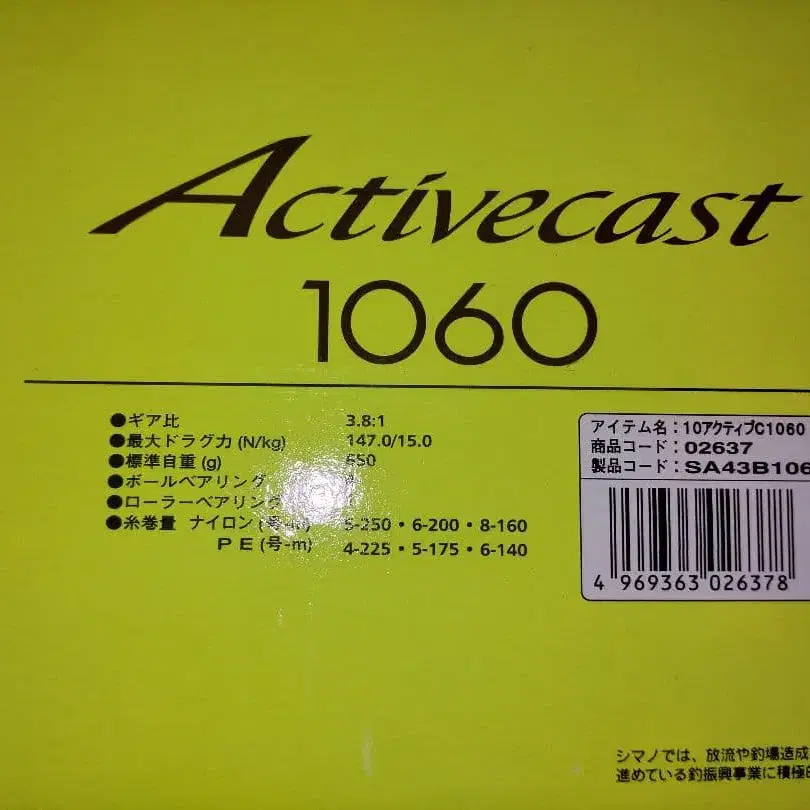 Activecast
1060
●ギア比 3.8:1
●最大ドラグ力 (N/kg) 147.0/15.0
●標準自重 (g) 650
●ボールベアリング
●ローラーベアリング
●糸巻量 ナイロン (号-m) 5-250・6-200・8-160
PE (号-m) 4-225・5-175・6-140
アイテム名:10アクティブC1060
商品コード:02637
製品コード:SA43B106
4 969363 026378
シマノでは、放流や釣場造成
進めている釣振興事業に積極的